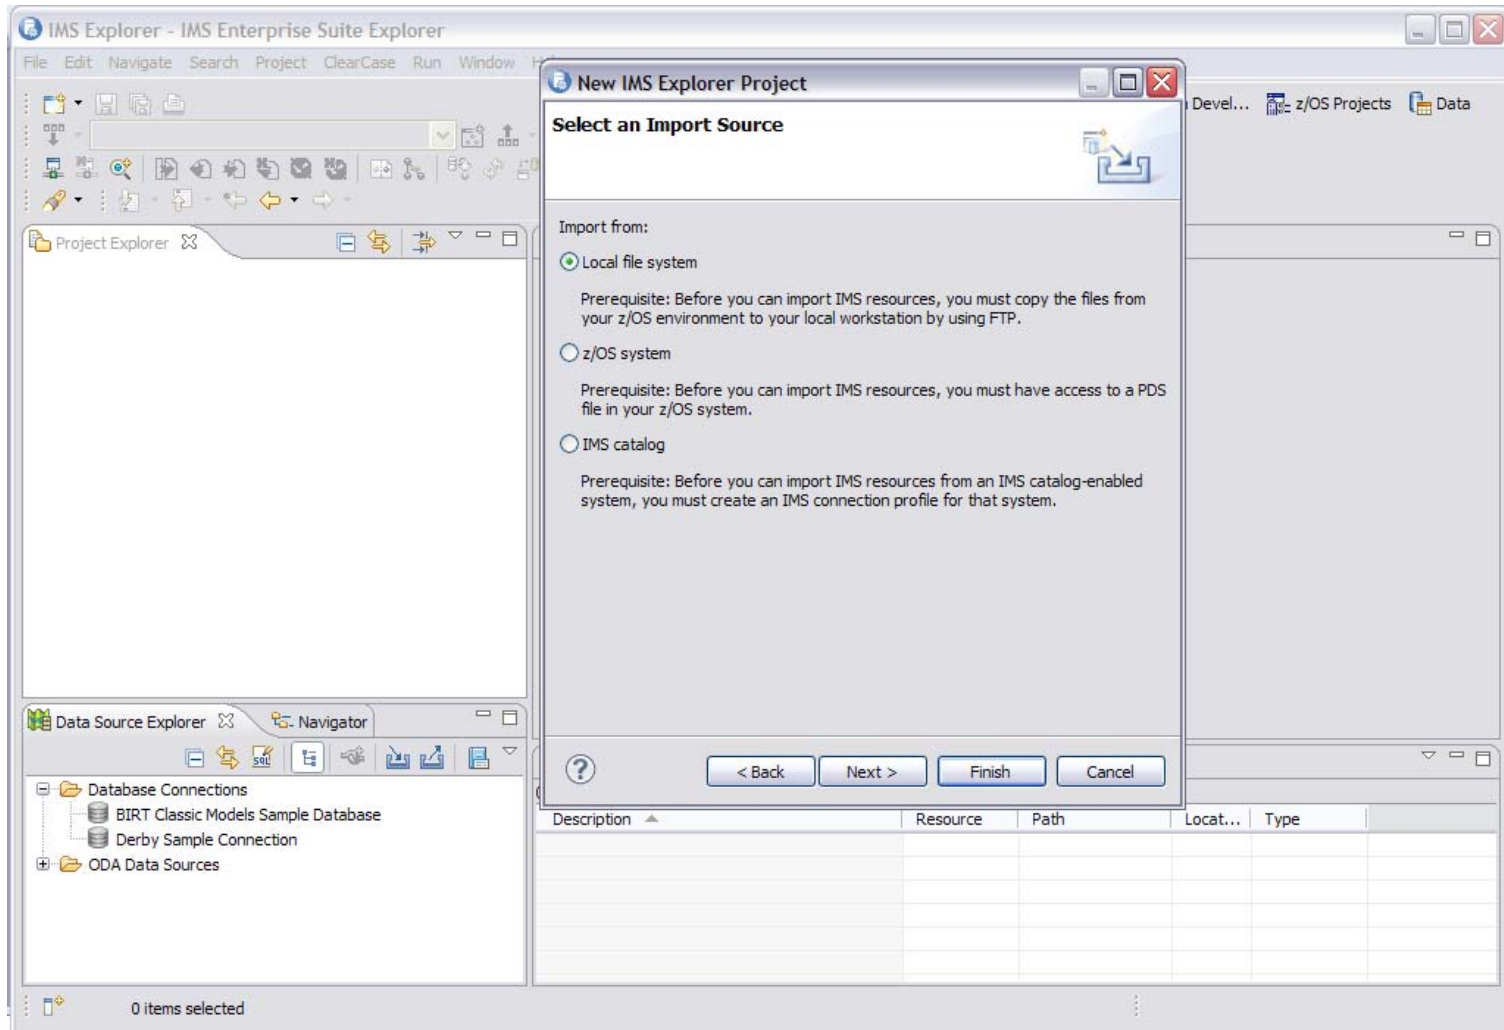 IMS Explorer - IMS Enterprise Suite Explorer
File Edit Navigate Search Project ClearCase Run Window
New IMS Explorer Project
Devel... z/OS Projects Data
Select an Import Source
Project Explorer
Import from:
Local file system
Prerequisite: Before you can import IMS resources, you must copy the files from
your z/OS environment to your local workstation by using FTP.
z/OS system
Prerequisite: Before you can import IMS resources, you must have access to a PDS
file in your z/OS system.
IMS catalog
Prerequisite: Before you can import IMS resources from an IMS catalog-enabled
system, you must create an IMS connection profile for that system.
< Back Next > Finish Cancel
Data Source Explorer Navigator
SQL
Database Connections
BIRT Classic Models Sample Database
Derby Sample Connection
ODA Data Sources
Description Resource Path Locat... Type
0 items selected